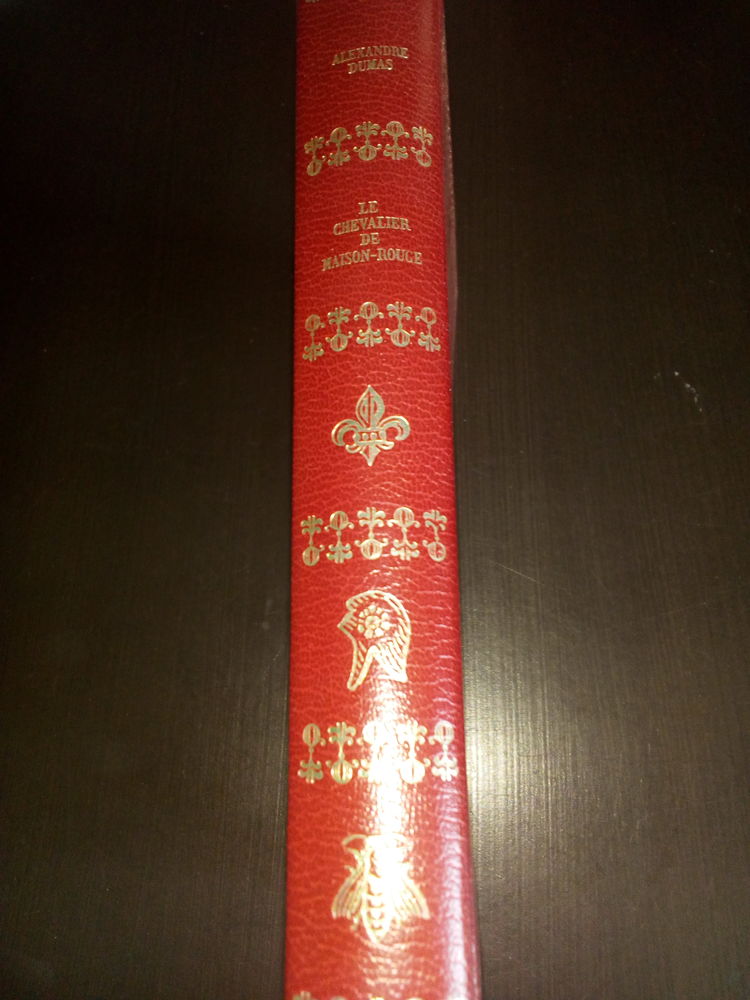 ALEXANDRE
DUMAS
LE
CHEVALIER
DE
MAISON-ROUGE